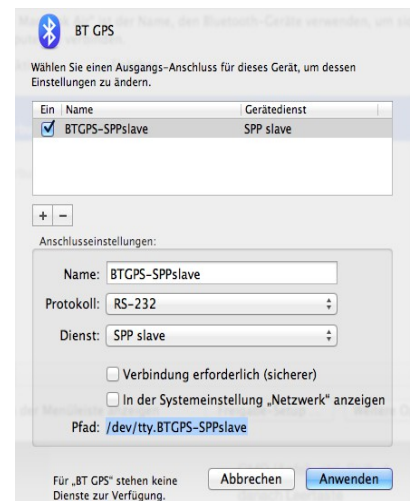 BT GPS
Wählen Sie einen Ausgangs-Anschluss für dieses Gerät, um dessen
Einstellungen zu ändern.
Ein Name Gerätedienst
BTGPS-SPPslave SPP slave
+ −
Anschlusseinstellungen:
Name: BTGPS-SPPslave
Protokoll: RS-232
Dienst: SPP slave
Verbindung erforderlich (sicherer)
In der Systemeinstellung „Netzwerk“ anzeigen
Pfad: /dev/tty.BTGPS-SPPslave
Für „BT GPS“ stehen keine
Dienste zur Verfügung.
Abbrechen Anwenden